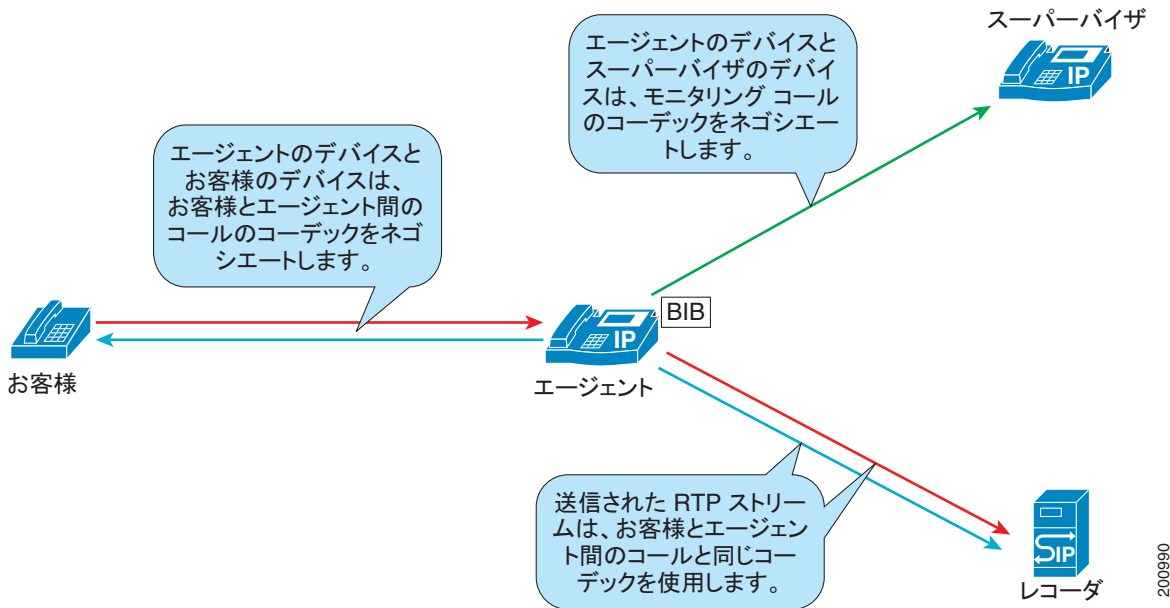 スーパーバイザ
IP
エージェントのデバイスと
スーパーバイザのデバイ
スは、モニタリング コール
のコーデックをネゴシエー
トします。
エージェントのデバイスと
お客様のデバイスは、
お客様とエージェント間の
コールのコーデックをネゴ
シエートします。
お客様
IP
BIB
エージェント
送信された RTP ストリー
ムは、お客様とエージェン
ト間のコールと同じコー
デックを使用します。
SIP
レコーダ
200990